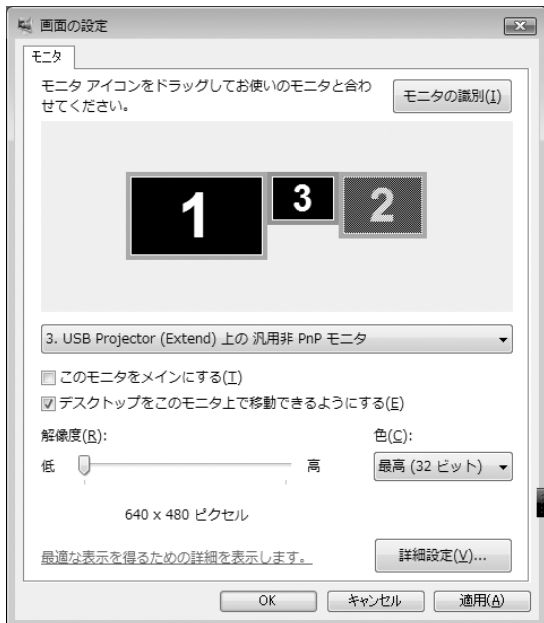 画面の設定
モニタ
モニタ アイコンをドラッグしてお使いのモニタと合わ
せてください。
モニタの識別(I)
1
3
2
3. USB Projector (Extend) 上の 汎用非 PnP モニタ
このモニタをメインにする(T)
デスクトップをこのモニタ上で移動できるようにする(E)
解像度(R):
低
高
640 x 480 ピクセル
色(C):
最高 (32 ビット)
最適な表示を得るための詳細を表示します。
詳細設定(V)...
OK
キャンセル
適用(A)